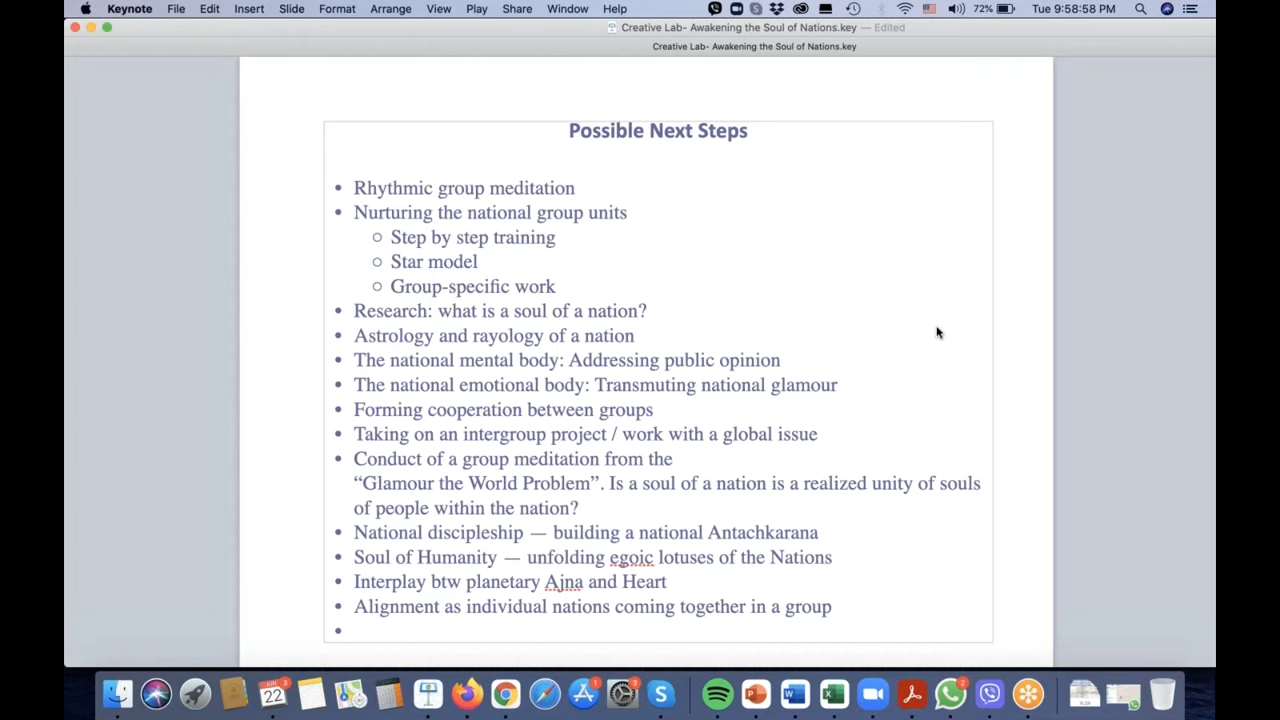 Keynote File Edit Insert Slide Format Arrange View Play Share Window Help 72% Tue 9:58:58 PM
Creative Lab- Awakening the Soul of Nations.key — Edited
Creative Lab- Awakening the Soul of Nations.key
Possible Next Steps
• Rhythmic group meditation
• Nurturing the national group units
○ Step by step training
○ Star model
○ Group-specific work
• Research: what is a soul of a nation?
• Astrology and rayology of a nation
• The national mental body: Addressing public opinion
• The national emotional body: Transmuting national glamour
• Forming cooperation between groups
• Taking on an intergroup project / work with a global issue
• Conduct of a group meditation from the
“Glamour the World Problem”. Is a soul of a nation is a realized unity of souls
of people within the nation?
• National discipleship — building a national Antachkarana
• Soul of Humanity — unfolding egoic lotuses of the Nations
• Interplay btw planetary Ajna and Heart
• Alignment as individual nations coming together in a group
•
22 3 1 3 2